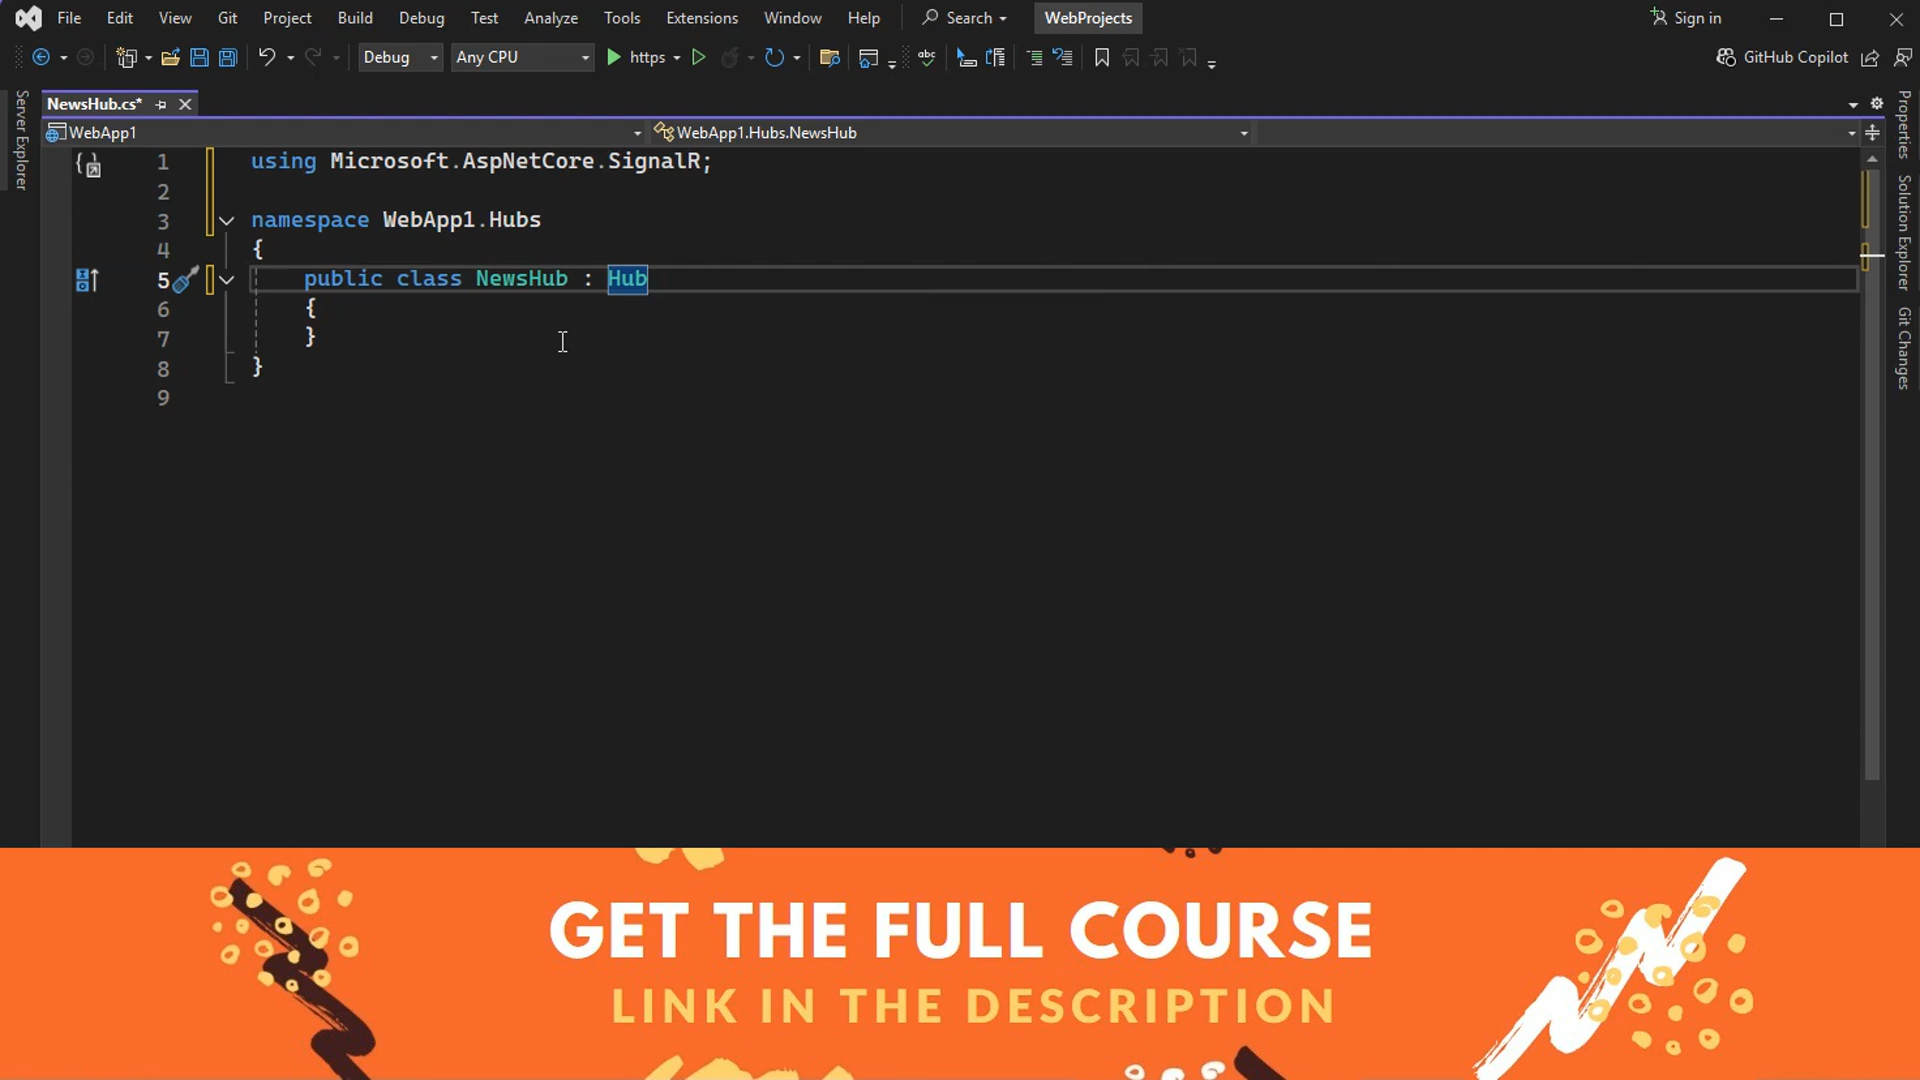 File Edit View Git Project Build Debug Test Analyze Tools Extensions Window Help Search WebProjects Sign in
Debug Any CPU https abc GitHub Copilot
NewsHub.cs*
WebApp1 WebApp1.Hubs.NewsHub
Server Explorer
1 using Microsoft.AspNetCore.SignalR;
2
3 namespace WebApp1.Hubs
4 {
5 public class NewsHub : Hub
6 {
7 }
8 }
9
Properties
Solution Explorer
Git Changes
GET THE FULL COURSE
LINK IN THE DESCRIPTION